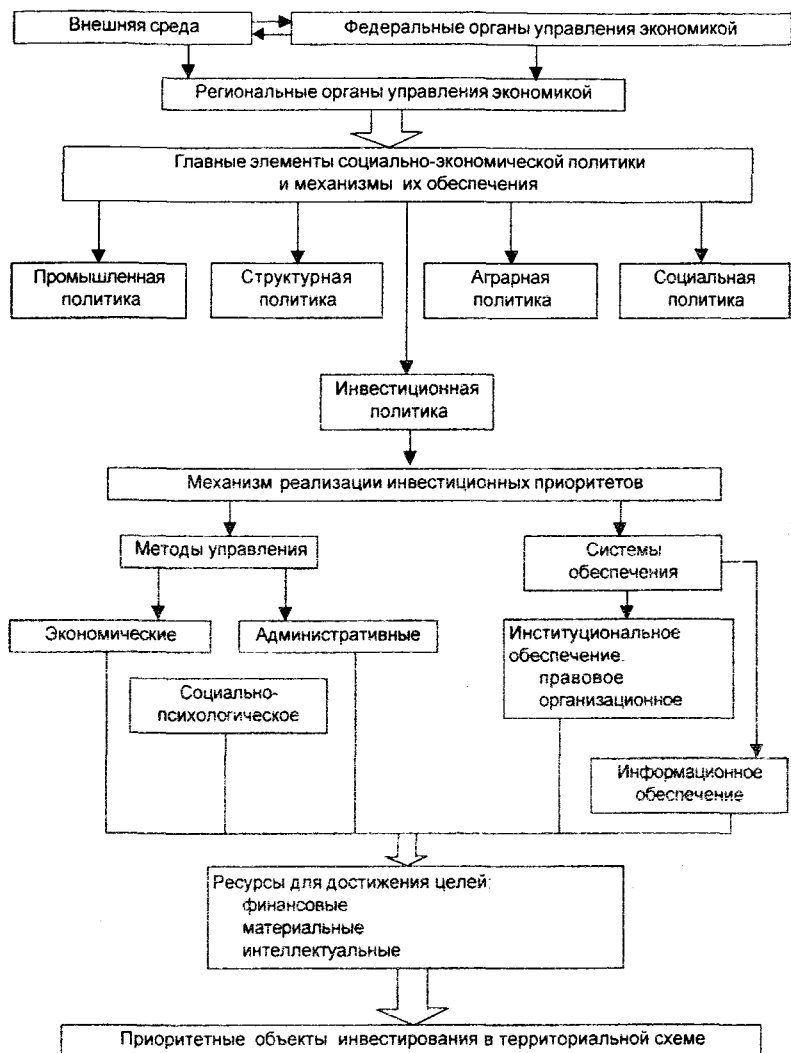 Внешняя среда
Федеральные органы управления экономикой
Региональные органы управления экономикой
Главные элементы социально-экономической политики
и механизмы их обеспечения
Промышленная
политика
Структурная
политика
Аграрная
политика
Социальная
политика
Инвестиционная
политика
Механизм реализации инвестиционных приоритетов
Методы управления
Системы
обеспечения
Экономические
Административные
Социально-
психологическое
Институциональное
обеспечение.
правовое
организационное
Информационное
обеспечение
Ресурсы для достижения целей:
финансовые
материальные
интеллектуальные
Приоритетные объекты инвестирования в территориальной схеме